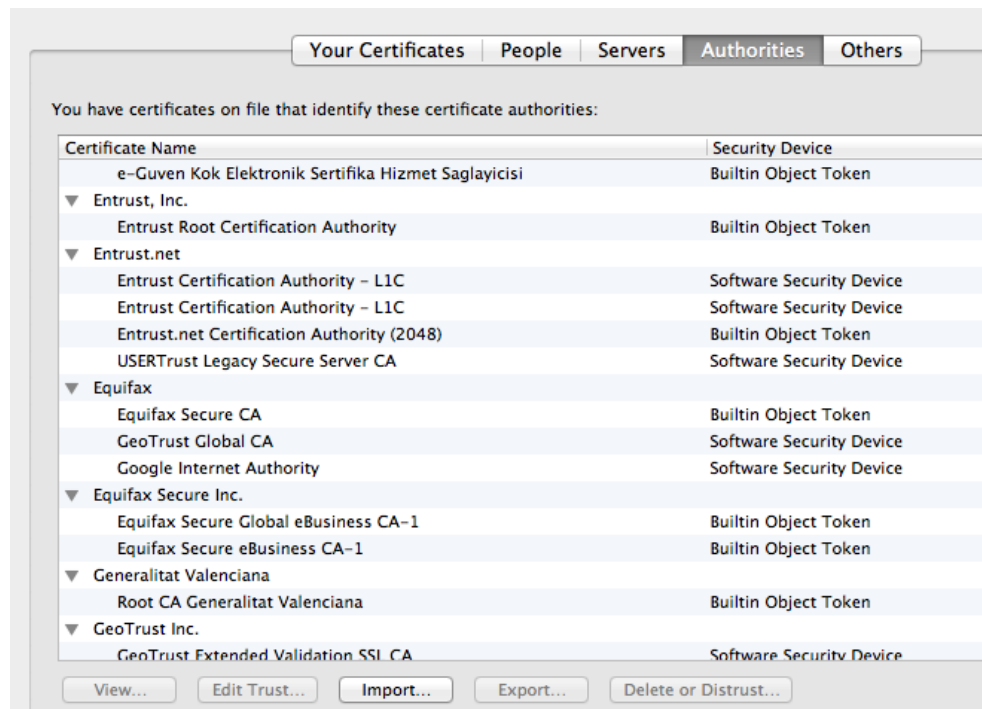 Your Certificates People Servers Authorities Others
You have certificates on file that identify these certificate authorities:
Certificate Name Security Device
e-Guven Kok Elektronik Sertifika Hizmet Saglayicisi Builtin Object Token
Entrust, Inc.
Entrust Root Certification Authority Builtin Object Token
Entrust.net
Entrust Certification Authority - L1C Software Security Device
Entrust Certification Authority - L1C Software Security Device
Entrust.net Certification Authority (2048) Builtin Object Token
USERTrust Legacy Secure Server CA Software Security Device
Equifax
Equifax Secure CA Builtin Object Token
GeoTrust Global CA Software Security Device
Google Internet Authority Software Security Device
Equifax Secure Inc.
Equifax Secure Global eBusiness CA-1 Builtin Object Token
Equifax Secure eBusiness CA-1 Builtin Object Token
Generalitat Valenciana
Root CA Generalitat Valenciana Builtin Object Token
GeoTrust Inc.
GeoTrust Extended Validation SSL CA Software Security Device
View... Edit Trust... Import... Export... Delete or Distrust...